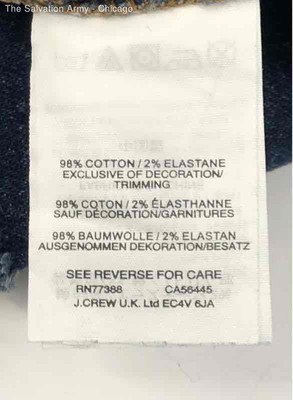 The Salvation Army - Chicago
98% COTTON / 2% ELASTANE
EXCLUSIVE OF DECORATION/
TRIMMING
98% COTON / 2% ÉLASTHANNE
SAUF DÉCORATION/GARNITURES
98% BAUMWOLLE / 2% ELASTAN
AUSGENOMMEN DEKORATION/BESATZ
SEE REVERSE FOR CARE
RN77388 CA56445
J.CREW U.K. Ltd EC4V 6JA